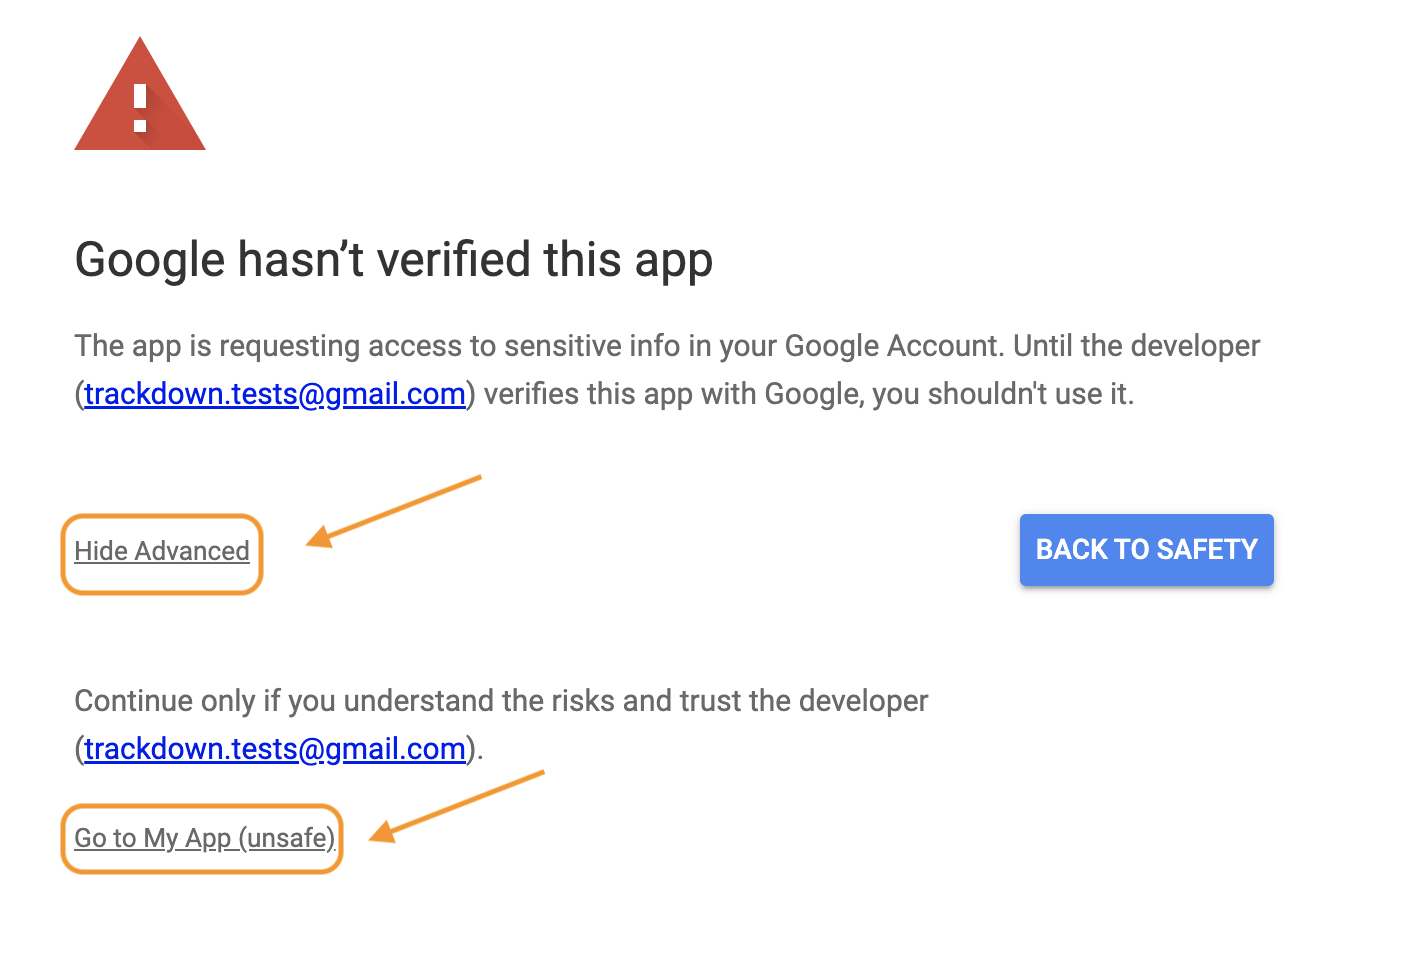 Google hasn’t verified this app
The app is requesting access to sensitive info in your Google Account. Until the developer
(trackdown.tests@gmail.com) verifies this app with Google, you shouldn't use it.
Hide Advanced
BACK TO SAFETY
Continue only if you understand the risks and trust the developer
(trackdown.tests@gmail.com).
Go to My App (unsafe)